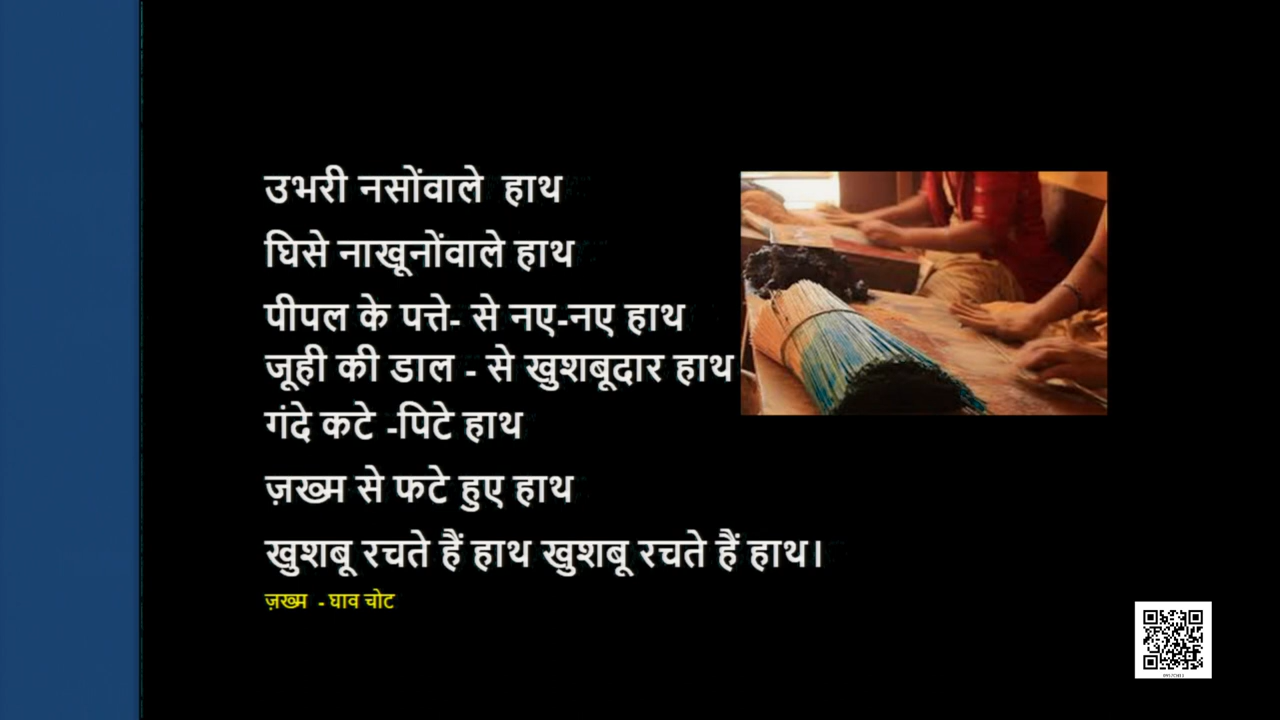 उभरी नसोंवाले हाथ
घिसे नाखूनोंवाले हाथ
पीपल के पत्ते- से नए-नए हाथ
जूही की डाल - से खुशबूदार हाथ
गंदे कटे -पिटे हाथ
ज़ख्म से फटे हुए हाथ
खुशबू रचते हैं हाथ खुशबू रचते हैं हाथ।
ज़ख्म - घाव चोट